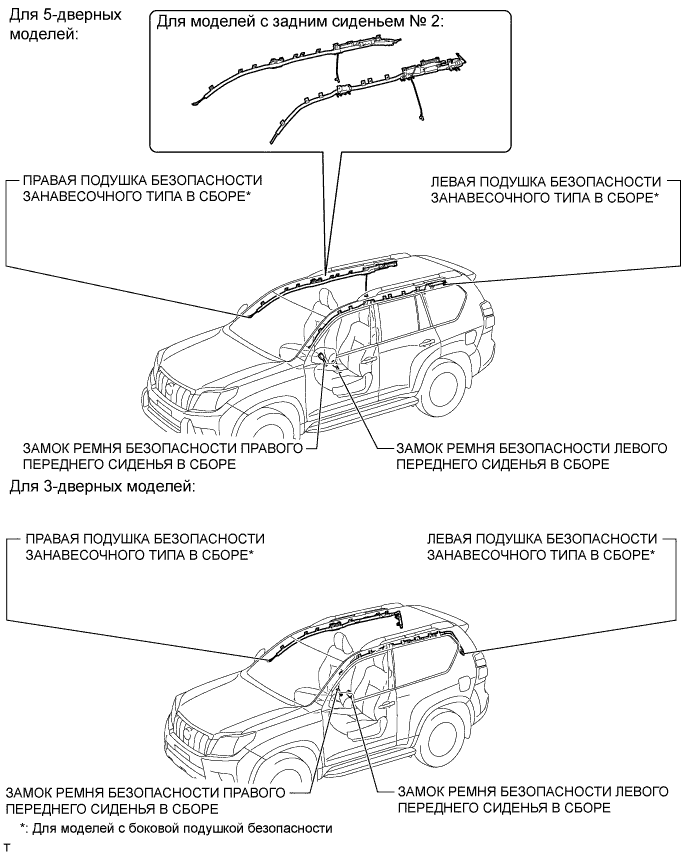 Для 5-дверных
моделей:
Для моделей с задним сиденьем № 2:
ПРАВАЯ ПОДУШКА БЕЗОПАСНОСТИ
ЗАНАВЕСОЧНОГО ТИПА В СБОРЕ*
ЛЕВАЯ ПОДУШКА БЕЗОПАСНОСТИ
ЗАНАВЕСОЧНОГО ТИПА В СБОРЕ*
ЗАМОК РЕМНЯ БЕЗОПАСНОСТИ ПРАВОГО
ПЕРЕДНЕГО СИДЕНЬЯ В СБОРЕ
ЗАМОК РЕМНЯ БЕЗОПАСНОСТИ ЛЕВОГО
ПЕРЕДНЕГО СИДЕНЬЯ В СБОРЕ
Для 3-дверных моделей:
ПРАВАЯ ПОДУШКА БЕЗОПАСНОСТИ
ЗАНАВЕСОЧНОГО ТИПА В СБОРЕ*
ЛЕВАЯ ПОДУШКА БЕЗОПАСНОСТИ
ЗАНАВЕСОЧНОГО ТИПА В СБОРЕ*
ЗАМОК РЕМНЯ БЕЗОПАСНОСТИ ПРАВОГО
ПЕРЕДНЕГО СИДЕНЬЯ В СБОРЕ
ЗАМОК РЕМНЯ БЕЗОПАСНОСТИ ЛЕВОГО
ПЕРЕДНЕГО СИДЕНЬЯ В СБОРЕ
*: Для моделей с боковой подушкой безопасности
T